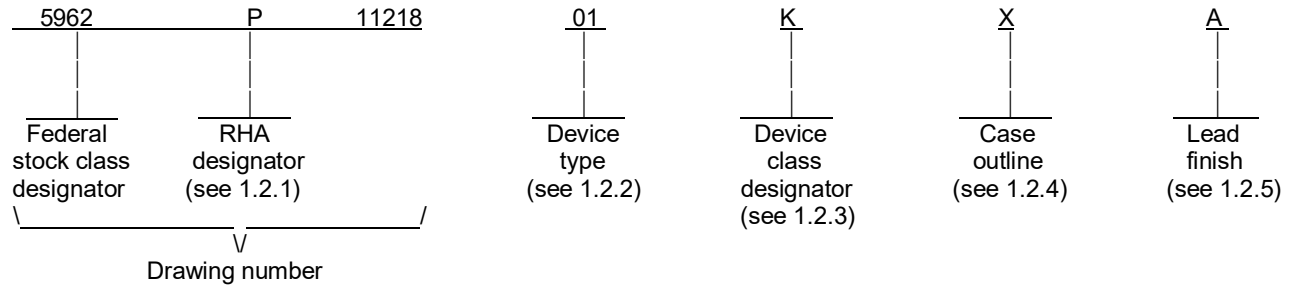 5962 P 11218 01 K X A
Federal RHA Device Device Case Lead
stock class designator type class outline finish
designator (see 1.2.1) (see 1.2.2) designator (see 1.2.4) (see 1.2.5)
(see 1.2.3)
Drawing number